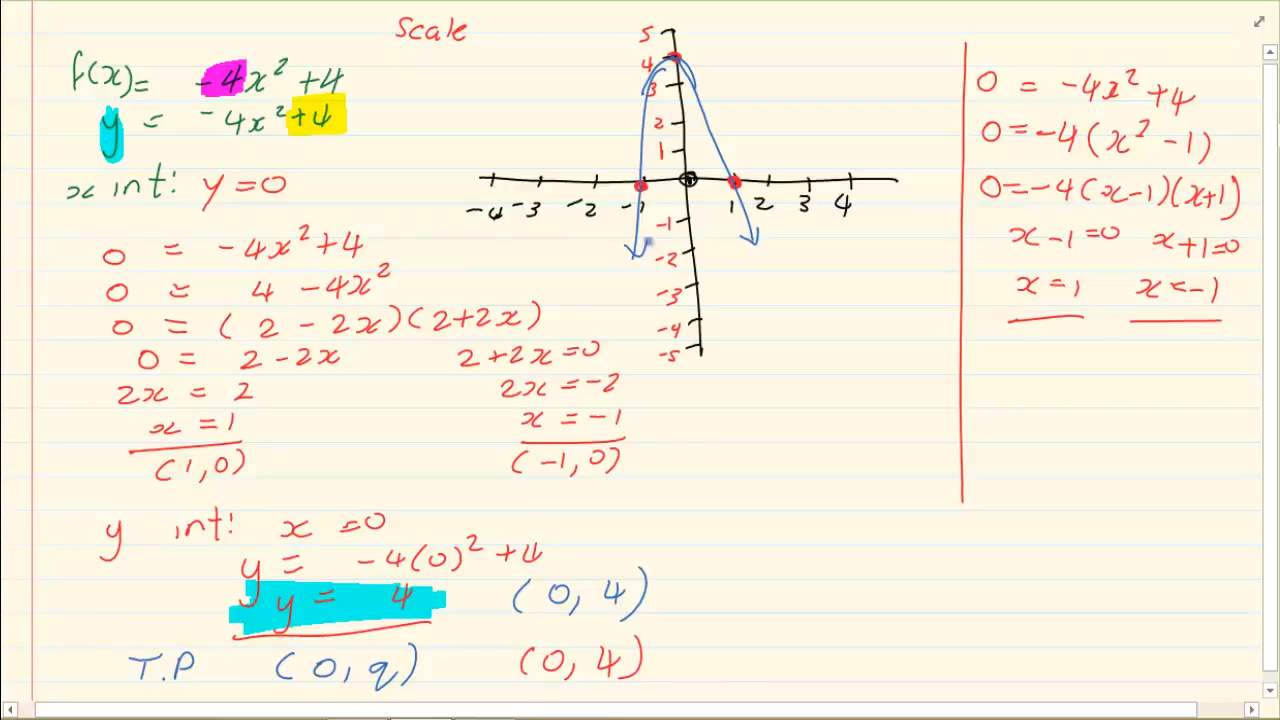 Scale
f(x) = -4x² + 4
y = -4x² + 4
x int: y = 0
0 = -4x² + 4
0 = 4 - 4x²
0 = (2 - 2x)(2 + 2x)
0 = 2 - 2x
2x = 2
x = 1
(1, 0)
2 + 2x = 0
2x = -2
x = -1
(-1, 0)
y int: x = 0
y = -4(0)² + 4
y = 4 (0, 4)
T.P (0, q) (0, 4)
5
4
3
2
1
-4 -3 -2 -1 1 2 3 4
-1
-2
-3
-4
-5
0 = -4x² + 4
0 = -4(x² - 1)
0 = -4(x - 1)(x + 1)
x - 1 = 0 x + 1 = 0
x = 1 x = -1